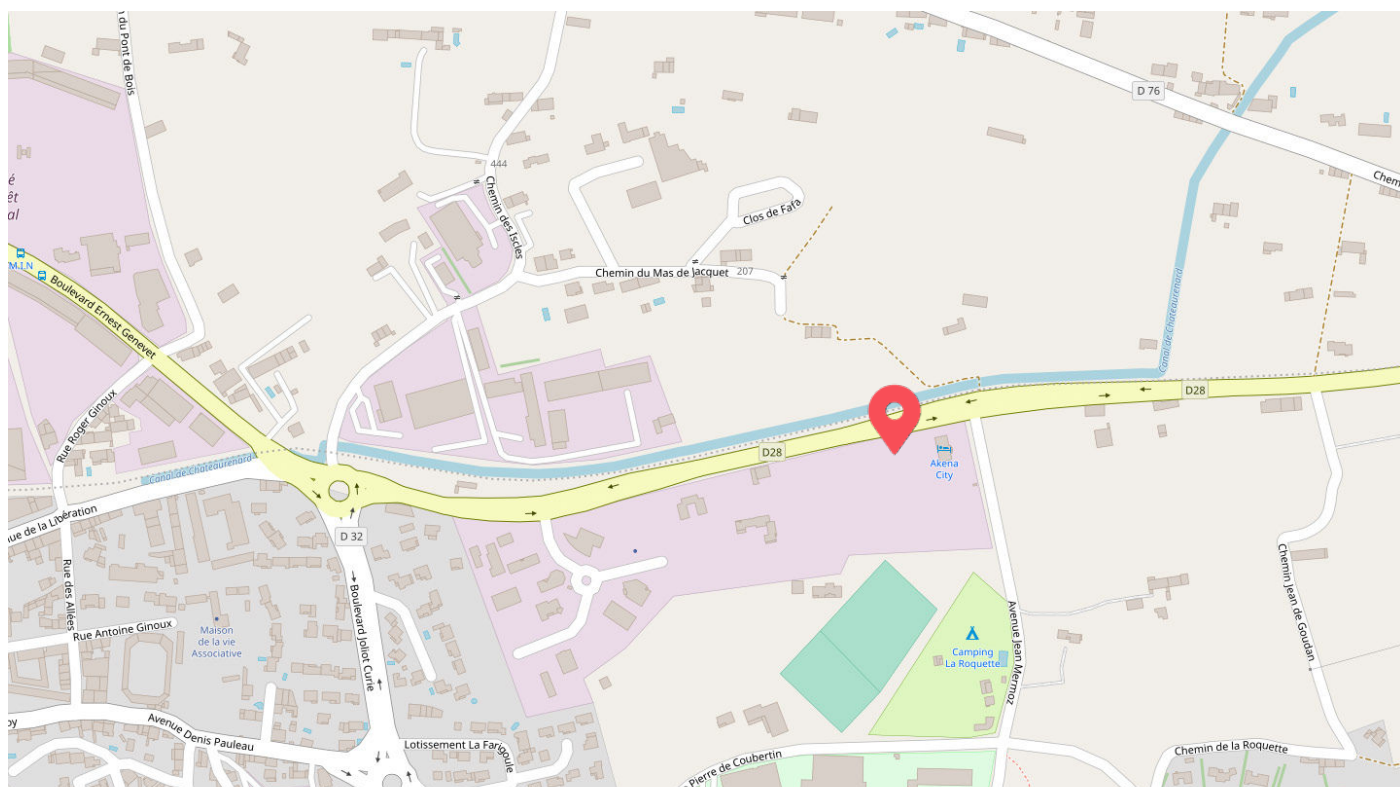 n du Pont de Bois
D 76
444
é
êt
al
Chemin des Iscles
Chem
Clos de Fafa
M.I.N
Boulevard Ernest Genevet
Chemin du Mas de Jacquet
207
Canal de Chateaurenard
D28
Rue Roger Ginoux
D28
Akena
City
Canal de Chateaurenard
ue de la Libération
D 32
Rue des Allées
Boulevard Joliot Curie
Rue Antoine Ginoux
Maison
de la vie
Associative
Camping
La Roquette
Avenue Jean Mermoz
Chemin Jean de Goudan
oy
Avenue Denis Pauleau
Lotissement La Farigoule
Pierre de Coubertin
Chemin de la Roquette